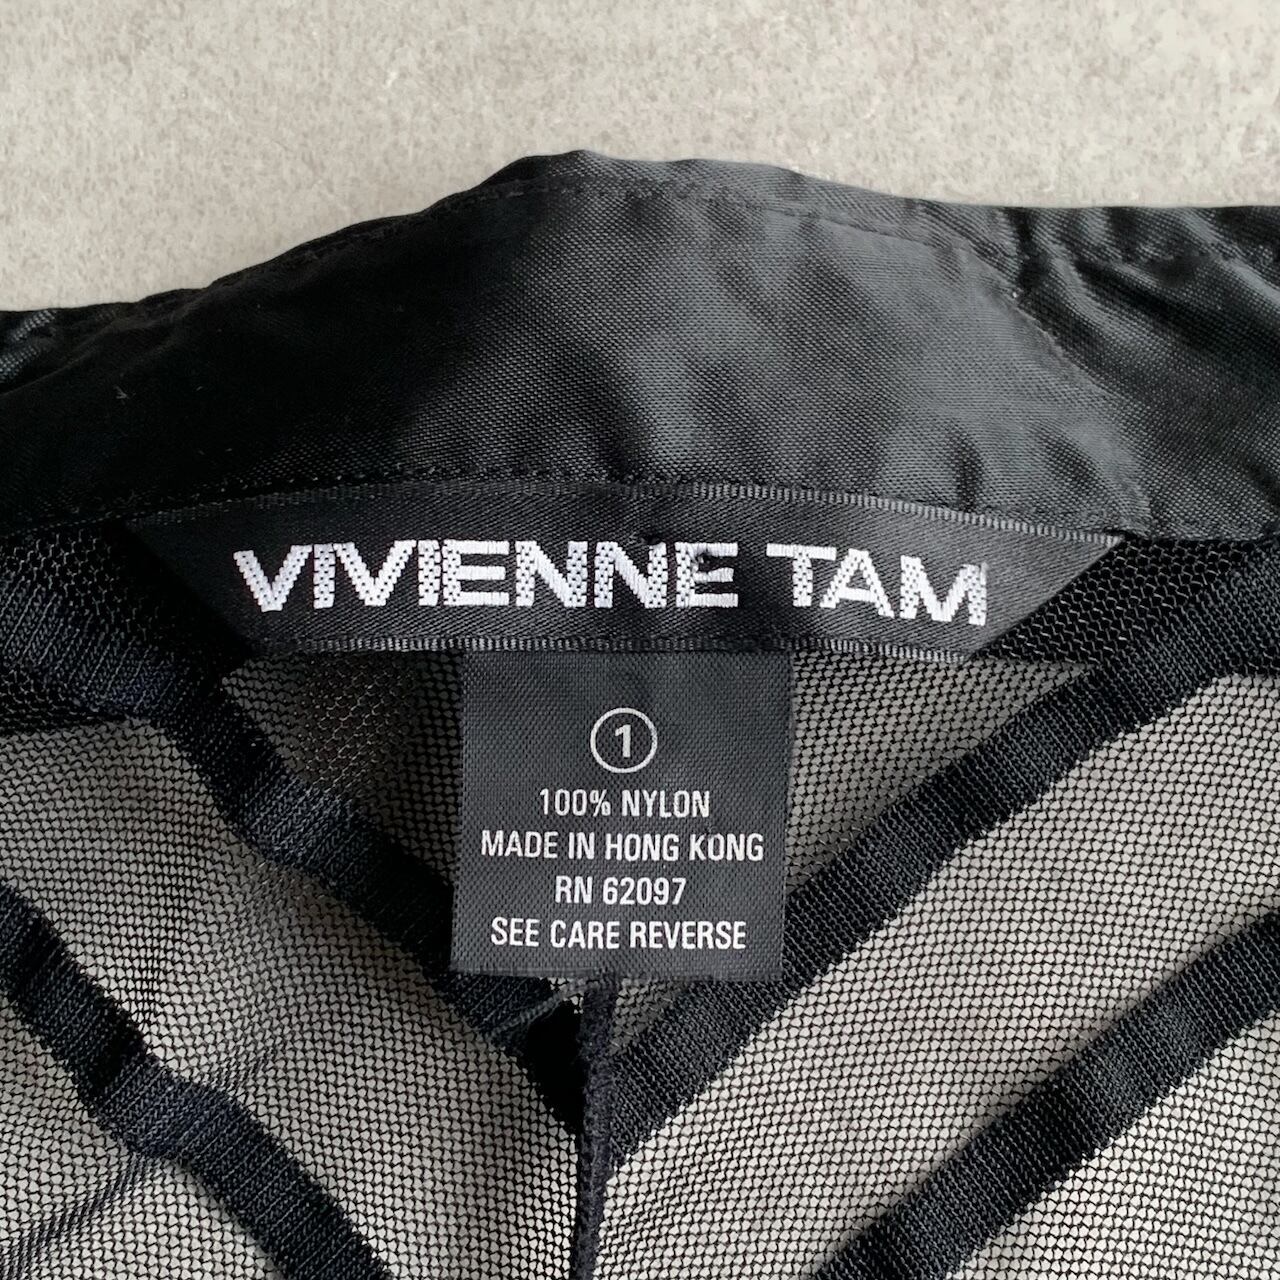 VIVIENNE TAM
1
100% NYLON
MADE IN HONG KONG
RN 62097
SEE CARE REVERSE